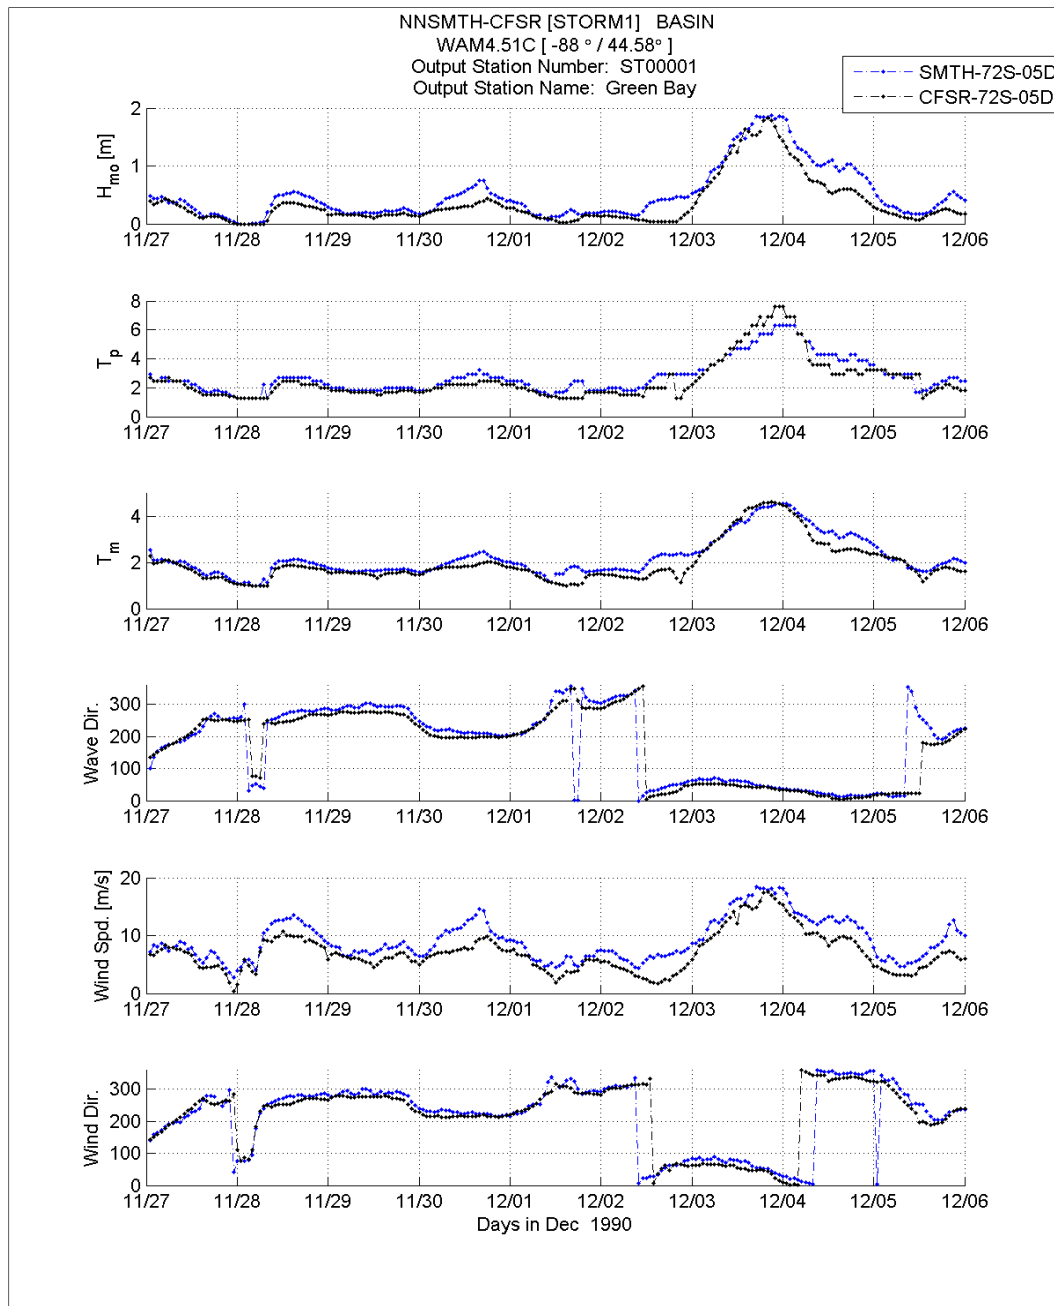 NNSMTH-CFSR [STORM1] BASIN
WAM4.51C [ -88 ° / 44.58° ]
Output Station Number: ST00001
Output Station Name: Green Bay
SMTH-72S-05D
CFSR-72S-05D
Hmo [m]
2
1
0
11/27 11/28 11/29 11/30 12/01 12/02 12/03 12/04 12/05 12/06
Tp
8
6
4
2
0
11/27 11/28 11/29 11/30 12/01 12/02 12/03 12/04 12/05 12/06
Tm
4
2
0
11/27 11/28 11/29 11/30 12/01 12/02 12/03 12/04 12/05 12/06
Wave Dir.
300
200
100
0
11/27 11/28 11/29 11/30 12/01 12/02 12/03 12/04 12/05 12/06
Wind Spd. [m/s]
20
10
0
11/27 11/28 11/29 11/30 12/01 12/02 12/03 12/04 12/05 12/06
Wind Dir.
300
200
100
0
11/27 11/28 11/29 11/30 12/01 12/02 12/03 12/04 12/05 12/06
Days in Dec 1990